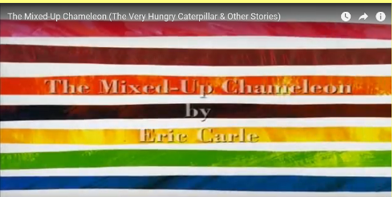 The Mixed-Up Chameleon (The Very Hungry Caterpillar & Other Stories)
The Mixed-Up Chameleon
by
Eric Carle